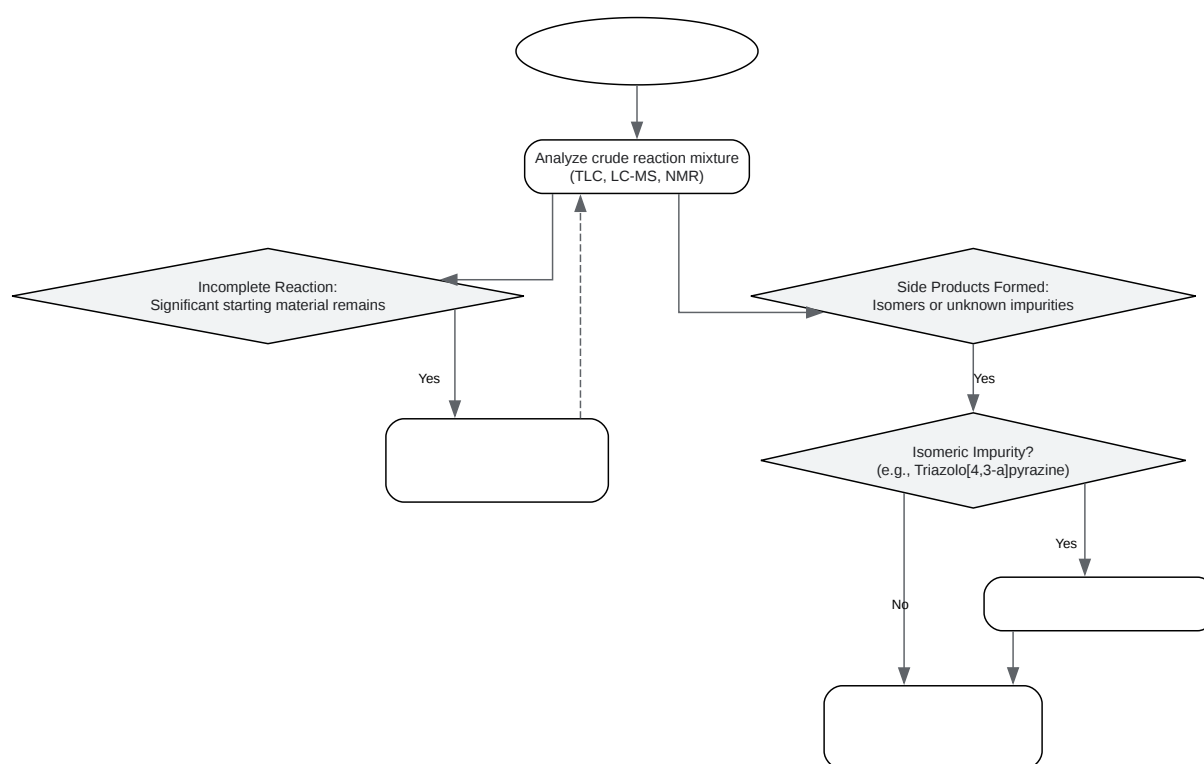 Analyze crude reaction mixture
(TLC, LC-MS, NMR)
Incomplete Reaction:
Significant starting material remains
Side Products Formed:
Isomers or unknown impurities
Yes
Yes
Isomeric Impurity?
(e.g., Triazolo[4,3-a]pyrazine)
Yes
No